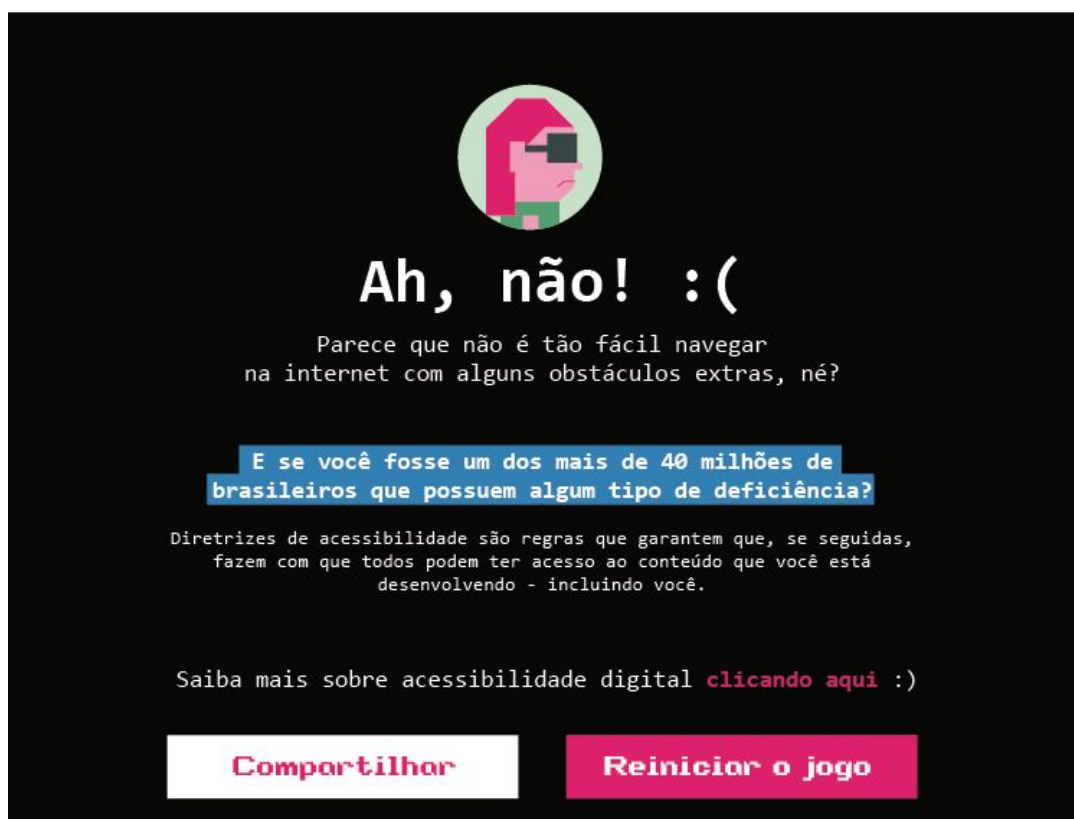 Ah, não! :(
Parece que não é tão fácil navegar
na internet com alguns obstáculos extras, né?
E se você fosse um dos mais de 40 milhões de
brasileiros que possuem algum tipo de deficiência?
Diretrizes de acessibilidade são regras que garantem que, se seguidas,
fazem com que todos podem ter acesso ao conteúdo que você está
desenvolvendo - incluindo você.
Saiba mais sobre acessibilidade digital clicando aqui :)
Compartilhar
Reiniciar o jogo